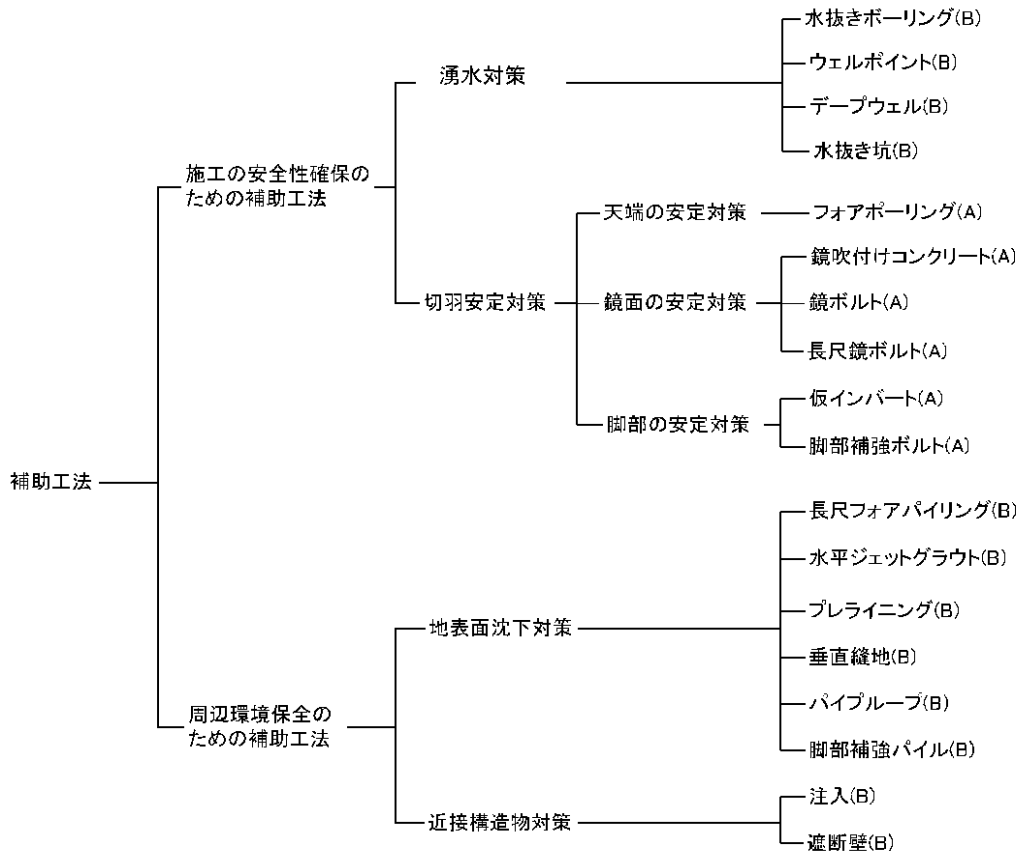 補助工法
施工の安全性確保の
ための補助工法
湧水対策
水抜きボーリング(B)
ウェルポイント(B)
デープウェル(B)
水抜き坑(B)
切羽安定対策
天端の安定対策
フォアポーリング(A)
鏡面の安定対策
鏡吹付けコンクリート(A)
鏡ボルト(A)
長尺鏡ボルト(A)
脚部の安定対策
仮インバート(A)
脚部補強ボルト(A)
周辺環境保全の
ための補助工法
地表面沈下対策
長尺フォアパイリング(B)
水平ジェットグラウト(B)
プレライニング(B)
垂直縫地(B)
パイプループ(B)
脚部補強パイル(B)
近接構造物対策
注入(B)
遮断壁(B)